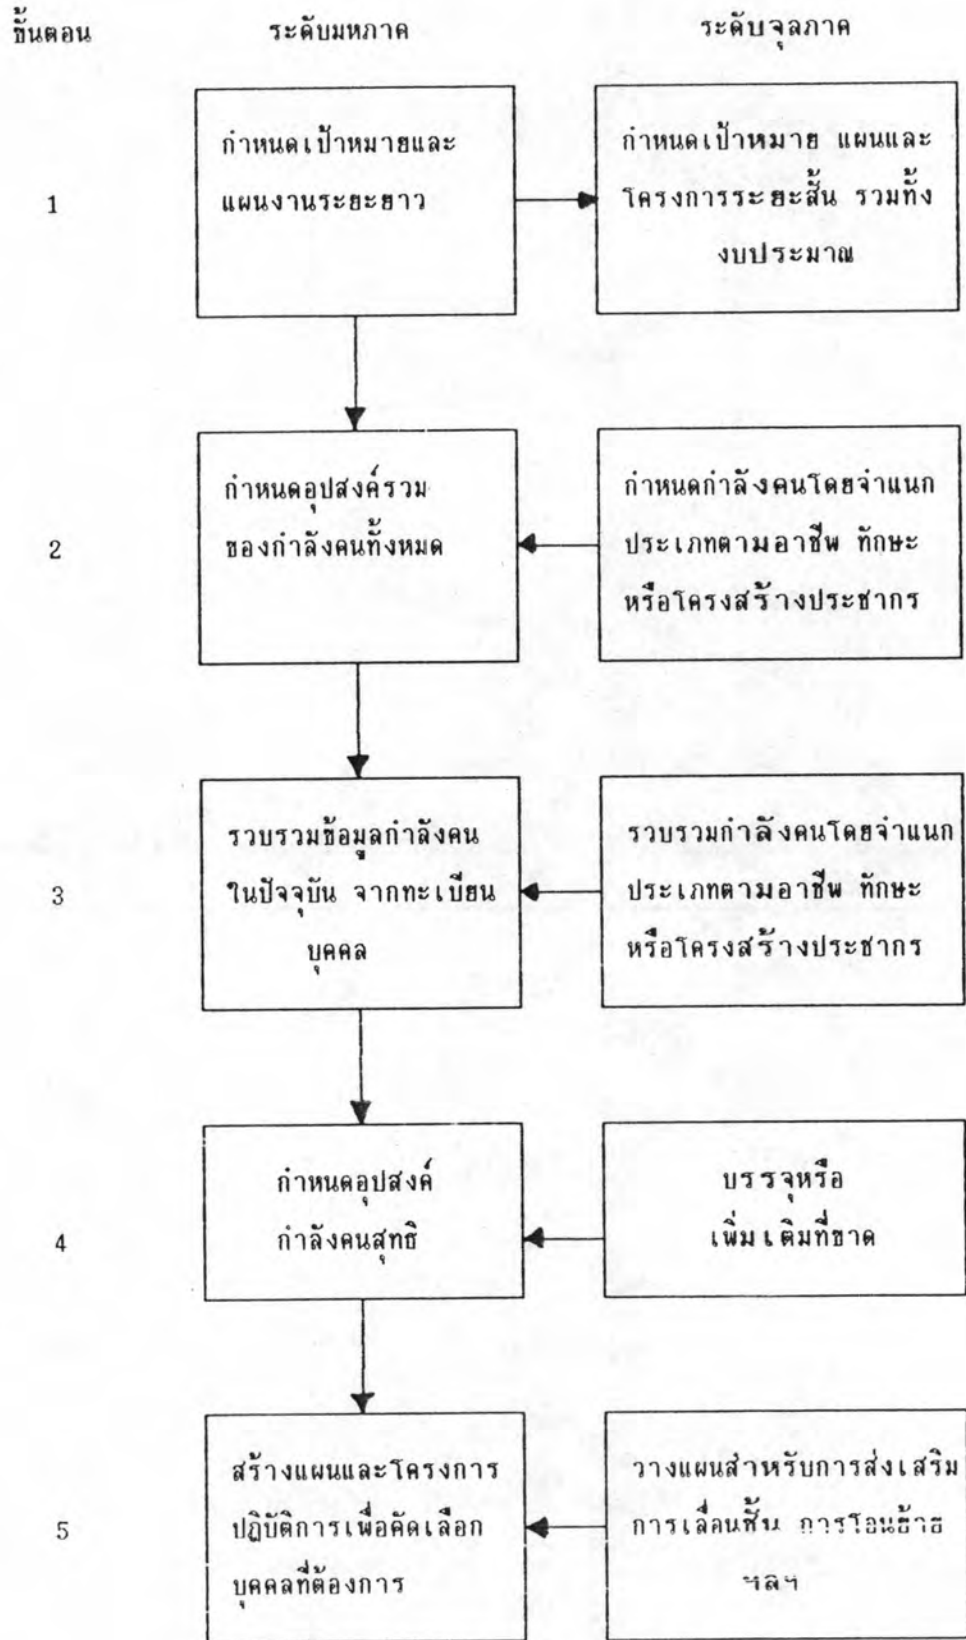 ขั้นตอน ระดับมหภาค ระดับจุลภาค
1
กำหนดเป้าหมายและ
แผนงานระยะยาว
กำหนดเป้าหมาย แผนและ
โครงการระยะสั้น รวมทั้ง
งบประมาณ
2
กำหนดอุปสงค์รวม
ของกำลังคนทั้งหมด
กำหนดกำลังคนโดยจำแนก
ประเภทตามอาชีพ ทักษะ
หรือโครงสร้างประชากร
3
รวบรวมข้อมูลกำลังคน
ในปัจจุบัน จากทะเบียน
บุคคล
รวบรวมกำลังคนโดยจำแนก
ประเภทตามอาชีพ ทักษะ
หรือโครงสร้างประชากร
4
กำหนดอุปสงค์
กำลังคนสุทธิ
บรรจุหรือ
เพิ่มเติมที่ขาด
5
สร้างแผนและโครงการ
ปฏิบัติการเพื่อคัดเลือก
บุคคลที่ต้องการ
วางแผนสำหรับการส่งเสริม
การเลื่อนชั้น การโอนย้าย
ฯลฯ